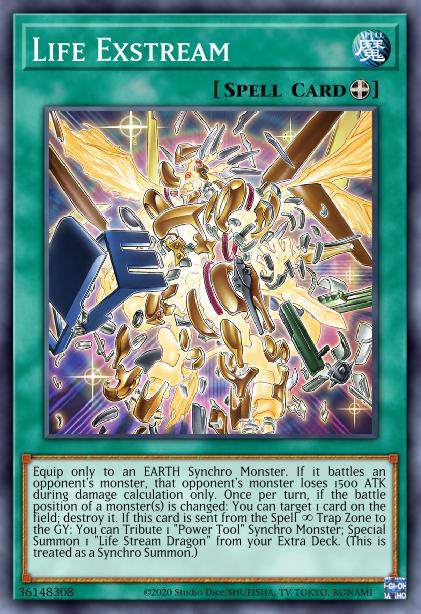 LIFE EXSTREAM
SPELL
魔
[SPELL CARD]
Equip only to an EARTH Synchro Monster. If it battles an
opponent's monster, that opponent's monster loses 1500 ATK
during damage calculation only. Once per turn, if the battle
position of a monster(s) is changed: You can target 1 card on the
field; destroy it. If this card is sent from the Spell ∞ Trap Zone to
the GY: You can Tribute 1 "Power Tool" Synchro Monster; Special
Summon 1 "Life Stream Dragon" from your Extra Deck. (This is
treated as a Synchro Summon.)
36148308
©2020 Studio Dice/SHUEISHA, TV TOKYO, KONAMI